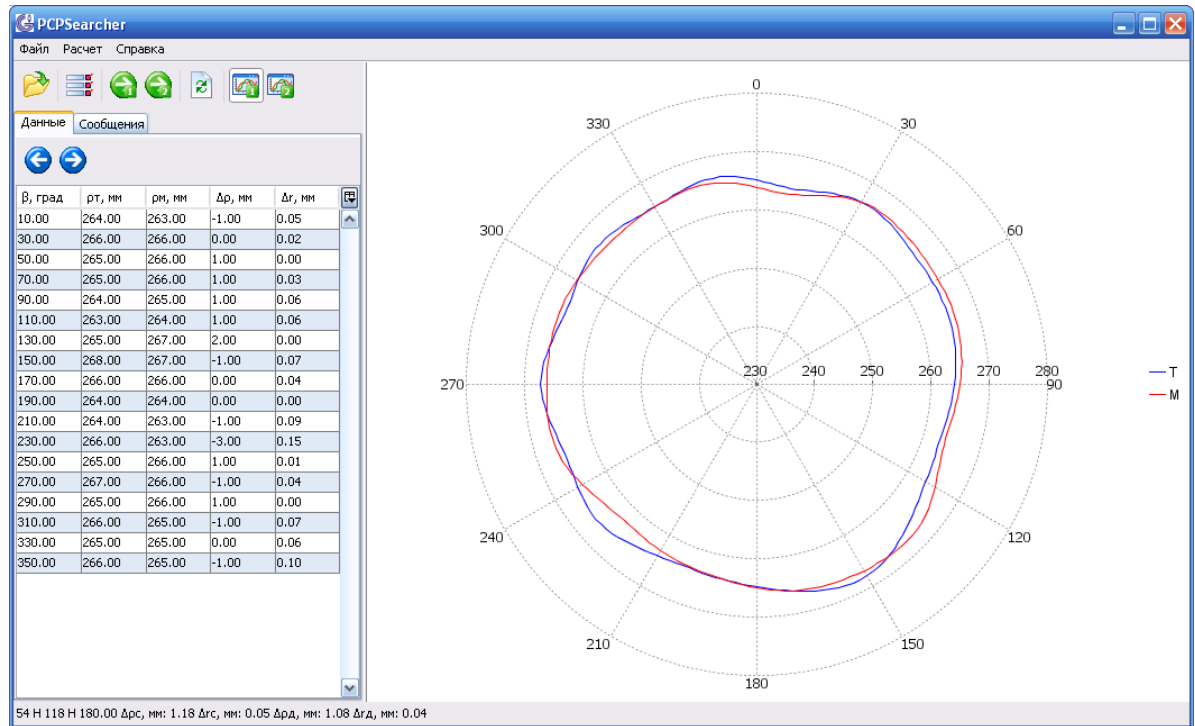 PCPSearcher
Файл Расчет Справка
Данные Сообщения
β, град ρт, мм ρм, мм Δρ, мм Δr, мм
10.00 264.00 263.00 -1.00 0.05
30.00 266.00 266.00 0.00 0.02
50.00 265.00 266.00 1.00 0.00
70.00 265.00 266.00 1.00 0.03
90.00 264.00 265.00 1.00 0.06
110.00 263.00 264.00 1.00 0.06
130.00 265.00 267.00 2.00 0.00
150.00 268.00 267.00 -1.00 0.07
170.00 266.00 266.00 0.00 0.04
190.00 264.00 264.00 0.00 0.00
210.00 264.00 263.00 -1.00 0.09
230.00 266.00 263.00 -3.00 0.15
250.00 265.00 266.00 1.00 0.01
270.00 267.00 266.00 -1.00 0.04
290.00 265.00 266.00 1.00 0.00
310.00 266.00 265.00 -1.00 0.07
330.00 265.00 265.00 0.00 0.06
350.00 266.00 265.00 -1.00 0.10
0
330 30
300 60
230 240 250 260 270 280
270 90
240 120
210 150
180
T
M
54 H 118 H 180.00 Δρс, мм: 1.18 Δrс, мм: 0.05 Δρд, мм: 1.08 Δrд, мм: 0.04